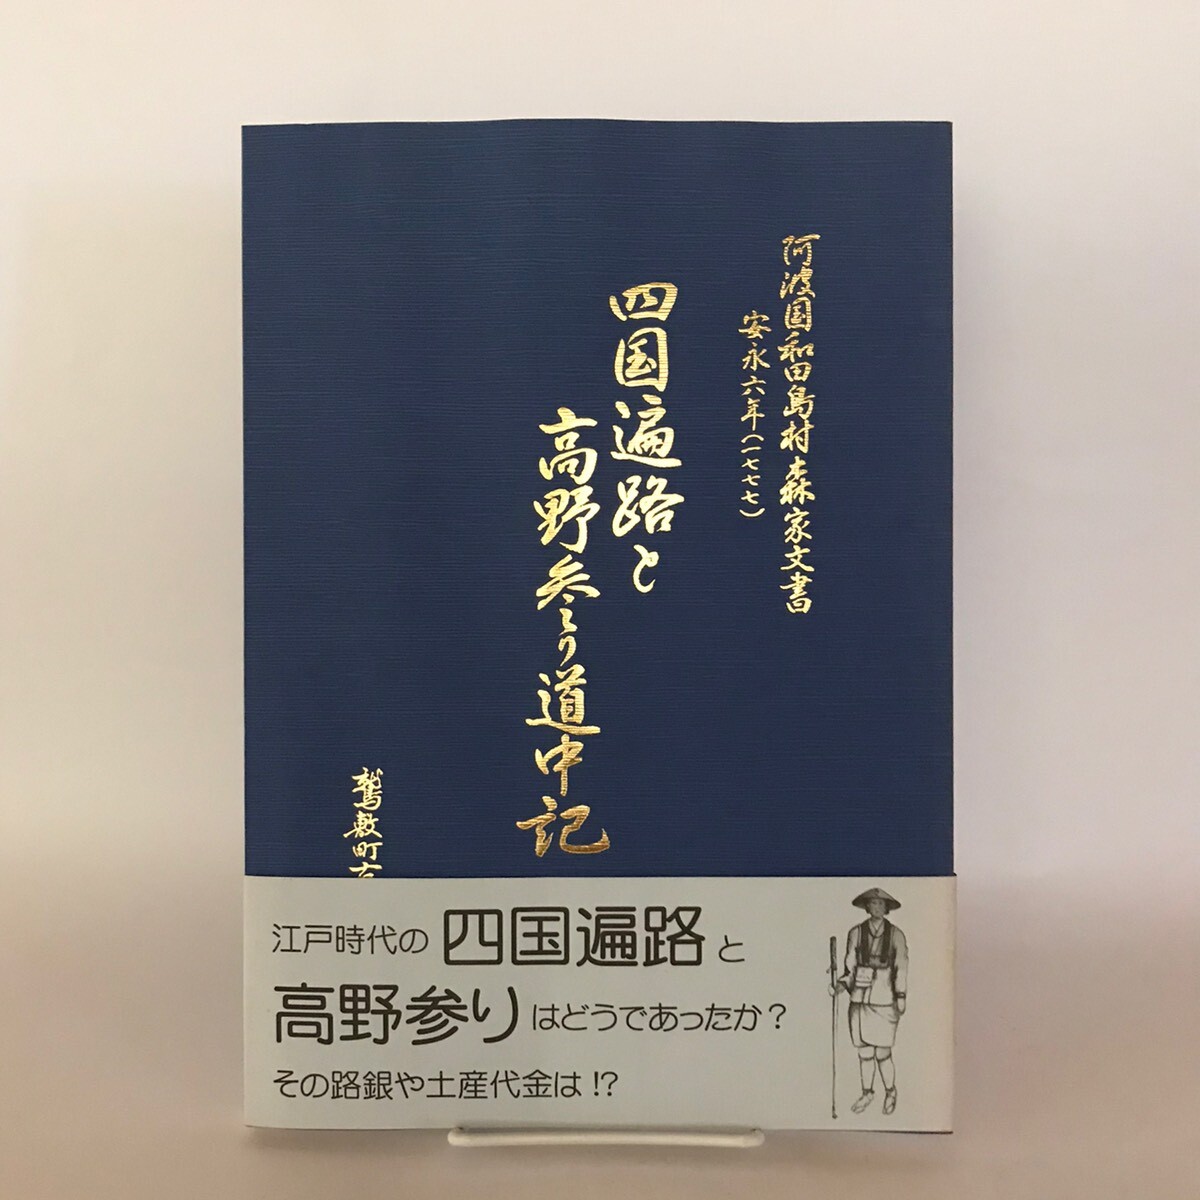 阿波国和田島村森家文書
安永六年(一七七七)
四国遍路と
高野参り道中記
鷲敷町古
江戸時代の四国遍路と
高野参りはどうであったか？
その路銀や土産代金は!?